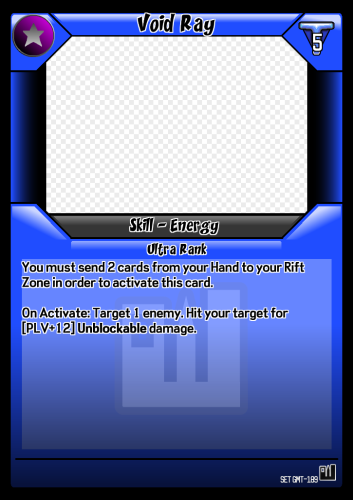 Void Ray
5
Skill - Energy
Ultra Rank
You must send 2 cards from your Hand to your Rift
Zone in order to activate this card.
On Activate: Target 1 enemy. Hit your target for
[PLV+12] Unblockable damage.
SET GMT-189